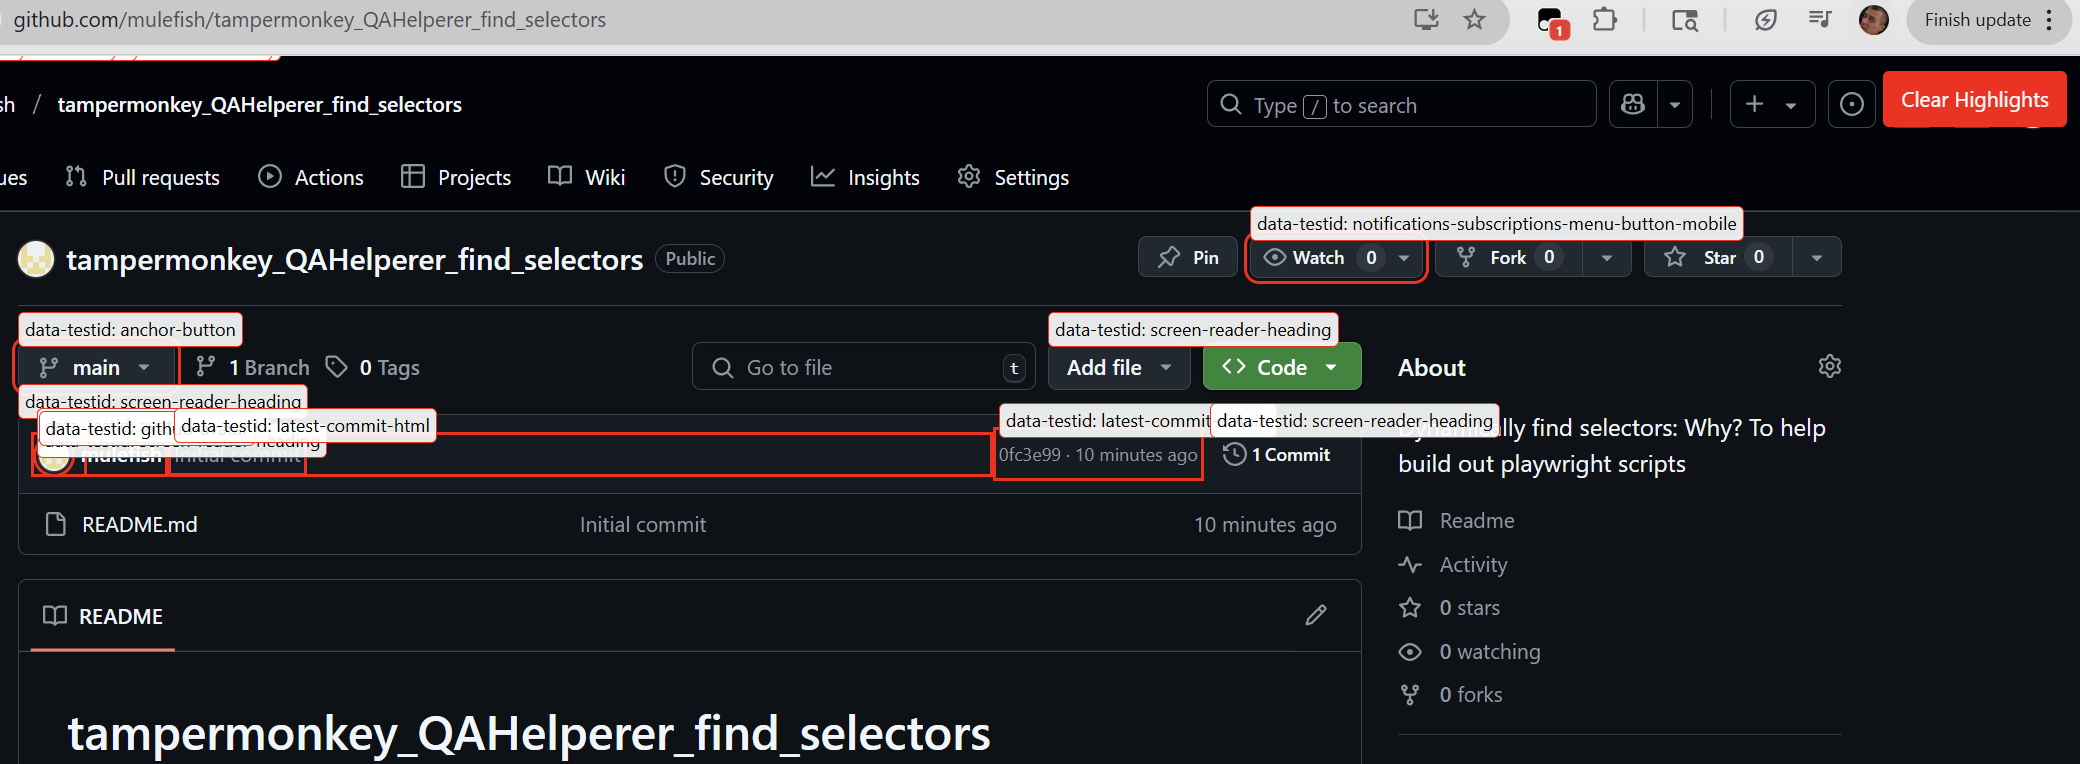 github.com/mulefish/tampermonkey_QAHelperer_find_selectors
1
Finish update
sh / tampermonkey_QAHelperer_find_selectors
Type / to search
Clear Highlights
ues
Pull requests
Actions
Projects
Wiki
Security
Insights
Settings
data-testid: notifications-subscriptions-menu-button-mobile
tampermonkey_QAHelperer_find_selectors
Public
Pin
Watch 0
Fork 0
Star 0
data-testid: anchor-button
data-testid: screen-reader-heading
main
1 Branch
0 Tags
Go to file
t
Add file
<> Code
About
data-testid: screen-reader-heading
data-testid: gith
data-testid: latest-commit-html
data-testid: latest-commit
data-testid: screen-reader-heading
mulefish
Initial commit
0fc3e99 · 10 minutes ago
1 Commit
Dynamically find selectors: Why? To help
build out playwright scripts
README.md
Initial commit
10 minutes ago
Readme
Activity
0 stars
0 watching
0 forks
README
tampermonkey_QAHelperer_find_selectors